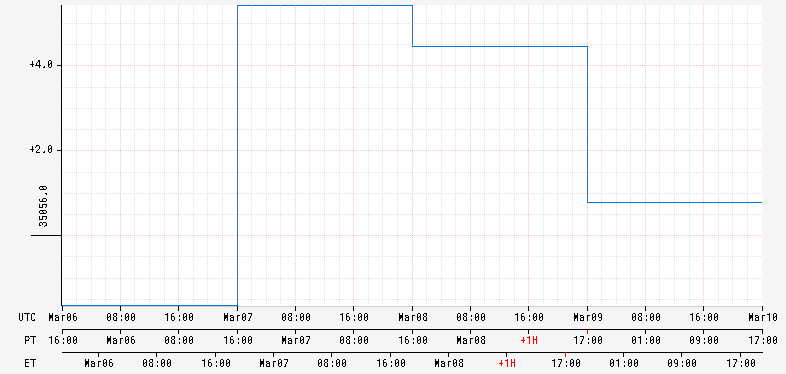 +4.0
+2.0
35056.0
UTC Mar06 08:00 16:00 Mar07 08:00 16:00 Mar08 08:00 16:00 Mar09 08:00 16:00 Mar10
PT 16:00 Mar06 08:00 16:00 Mar07 08:00 16:00 Mar08 +1H 17:00 01:00 09:00 17:00
ET Mar06 08:00 16:00 Mar07 08:00 16:00 Mar08 +1H 17:00 01:00 09:00 17:00